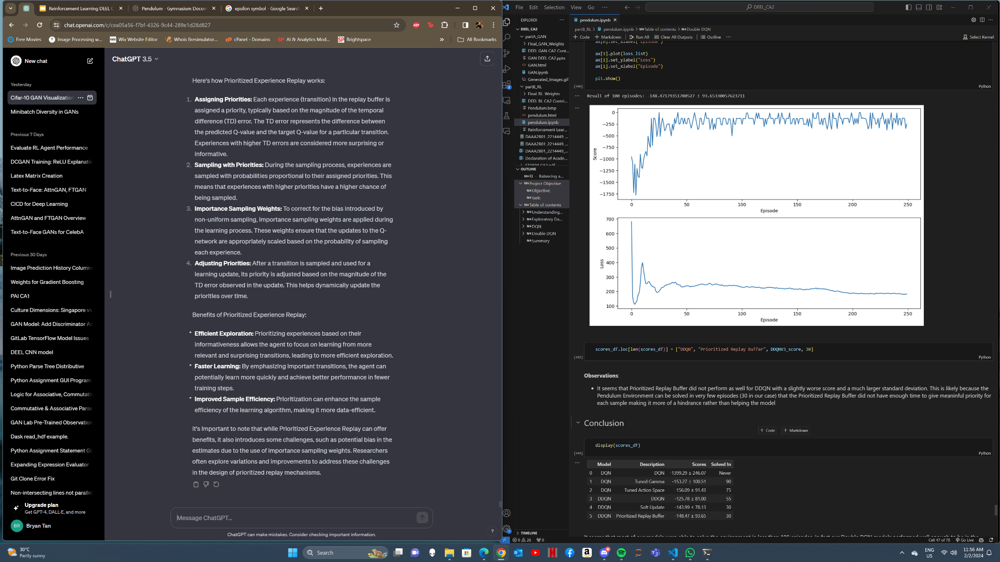 Reinforcement Learning DEEL C
Pendulum - Gymnasium Docum
epsilon symbol - Google Search
chat.openai.com/c/cea05a56-f7bf-4326-9c44-289e1d28d827
Free Movies
Image Processing w...
Wix Website Editor
Whois firesimulator...
cPanel - Domains
AI & Analytics Mod...
Brightspace
All Bookmarks
New chat
Yesterday
Cifar-10 GAN Visualization
Minibatch Diversity in GANs
Previous 7 Days
Evaluate RL Agent Performance
DCGAN Training: ReLU Explanatio
Latex Matrix Creation
Text-to-Face: AttnGAN, FTGAN
CICD for Deep Learning
AttnGAN and FTGAN Overview
Text-to-Face GANs for CelebA
Previous 30 Days
Image Prediction History Column
Weights for Gradient Boosting
PAI CA1
Culture Dimensions: Singapore vs
GAN Model: Add Discriminator Ac
GitLab TensorFlow Model Issues
DEEL CNN model
Python Parse Tree Distributive
Python Assignment GUI Program
Logic for Associative, Commutati
Commutative & Associative Parse
GAN Lab Pre-Trained Observation
Dask read_hdf example.
Python Assignment Statement GU
Expanding Expression Evaluator
Git Clone Error Fix
Non-intersecting lines not paralle
Upgrade plan
Get GPT-4, DALL·E, and more
BR Bryan Tan
ChatGPT 3.5
Here's how Prioritized Experience Replay works:
1. Assigning Priorities: Each experience (transition) in the replay buffer is
assigned a priority, typically based on the magnitude of the temporal
difference (TD) error. The TD error represents the difference between
the predicted Q-value and the target Q-value for a particular transition.
Experiences with higher TD errors are considered more surprising or
informative.
2. Sampling with Priorities: During the sampling process, experiences are
sampled with probabilities proportional to their assigned priorities. This
means that experiences with higher priorities have a higher chance of
being sampled.
3. Importance Sampling Weights: To correct for the bias introduced by
non-uniform sampling, importance sampling weights are applied during
the learning process. These weights ensure that the updates to the Q-
network are appropriately scaled based on the probability of sampling
each experience.
4. Adjusting Priorities: After a transition is sampled and used for a
learning update, its priority is adjusted based on the magnitude of the
TD error observed in the update. This helps dynamically update the
priorities over time.
Benefits of Prioritized Experience Replay:
• Efficient Exploration: Prioritizing experiences based on their
informativeness allows the agent to focus on learning from more
relevant and surprising transitions, leading to more efficient exploration.
• Faster Learning: By emphasizing important transitions, the agent can
potentially learn more quickly and achieve better performance in fewer
training steps.
• Improved Sample Efficiency: Prioritization can enhance the sample
efficiency of the learning algorithm, making it more data-efficient.
It's important to note that while Prioritized Experience Replay can offer
benefits, it also introduces some challenges, such as potential bias in the
estimates due to the use of importance sampling weights. Researchers
often explore variations and improvements to address these challenges
in the design of prioritized replay mechanisms.
Message ChatGPT...
ChatGPT can make mistakes. Consider checking important information.
?
File Edit Selection View Go ...
DEEL_CA2
EXPLORER
DEEL_CA2
partA_GAN
Final_GAN_Weights
DEEL GAN CA2 Cont...
GAN DEEL CA2.pptx
GAN.html
GAN.ipynb
Generated_Images.gif
partB_RL
Final_RL_Weights
DEEL RL CA2 Contri...
Pendulum.bmp
pendulum.html
pendulum.ipynb
Reinforcement Lear...
DAAA2B01_2214449_...
DAAA2B01_2214449_...
DAAA2B01_2214449_...
Declaration of Acade...
ST1504 CA2.pdf
OUTLINE
RL - Balancing a...
Project Objective
Objective:
Task:
Table of contents
Understanding...
Exploratory Da...
DQN
Double DQN
Summary
TIMELINE
pendulum.ipynb
partB_RL > pendulum.ipynb > Table of contents > Double DQN
+ Code + Markdown Run All Clear All Outputs Outline ... Select Kernel
ax[0].set_xlabel("Episode")
ax[1].plot(loss_list)
ax[1].set_ylabel("Loss")
ax[1].set_xlabel("Episode")
plt.show()
[100] Python
Result of 100 episodes: -148.47179351700527 ± 93.65330057623711
0
−250
−500
−750
−1000
−1250
−1500
−1750
Score
0 50 100 150 200 250
Episode
700
600
500
400
300
200
100
Loss
0 50 100 150 200 250
Episode
scores_df.loc[len(scores_df)] = ["DDQN", "Prioritized Replay Buffer", DDQNV3_score, 30]
[102] Python
Observations:
• It seems that Prioritized Replay Buffer did not perform as well for DDQN with a slightly worse score and a much larger standard deviation. This is likely because the
Pendulum Environment can be solved in very few episodes (30 in our case) that the Prioritized Replay Buffer did not have enough time to give meaninful priority for
each sample making it more of a hindrance rather than helping the model
Conclusion
+ Code + Markdown
display(scores_df)
[104] Python
Model Description Scores Solved In
0 DQN DQN -1399.29 ± 246.07 Never
1 DQN Tuned Gamma -153.27 ± 100.51 90
2 DQN Tuned Action Space -156.09 ± 91.43 75
3 DDQN DDQN -125.78 ± 81.00 55
4 DDQN Soft Update -143.99 ± 78.13 30
5 DDQN Prioritized Replay Buffer -148.47 ± 93.65 30
0 26 0
Cell 47 of 78 Go Live
30°C
Partly sunny
Search
ENG
US
11:56 AM
2/2/2024